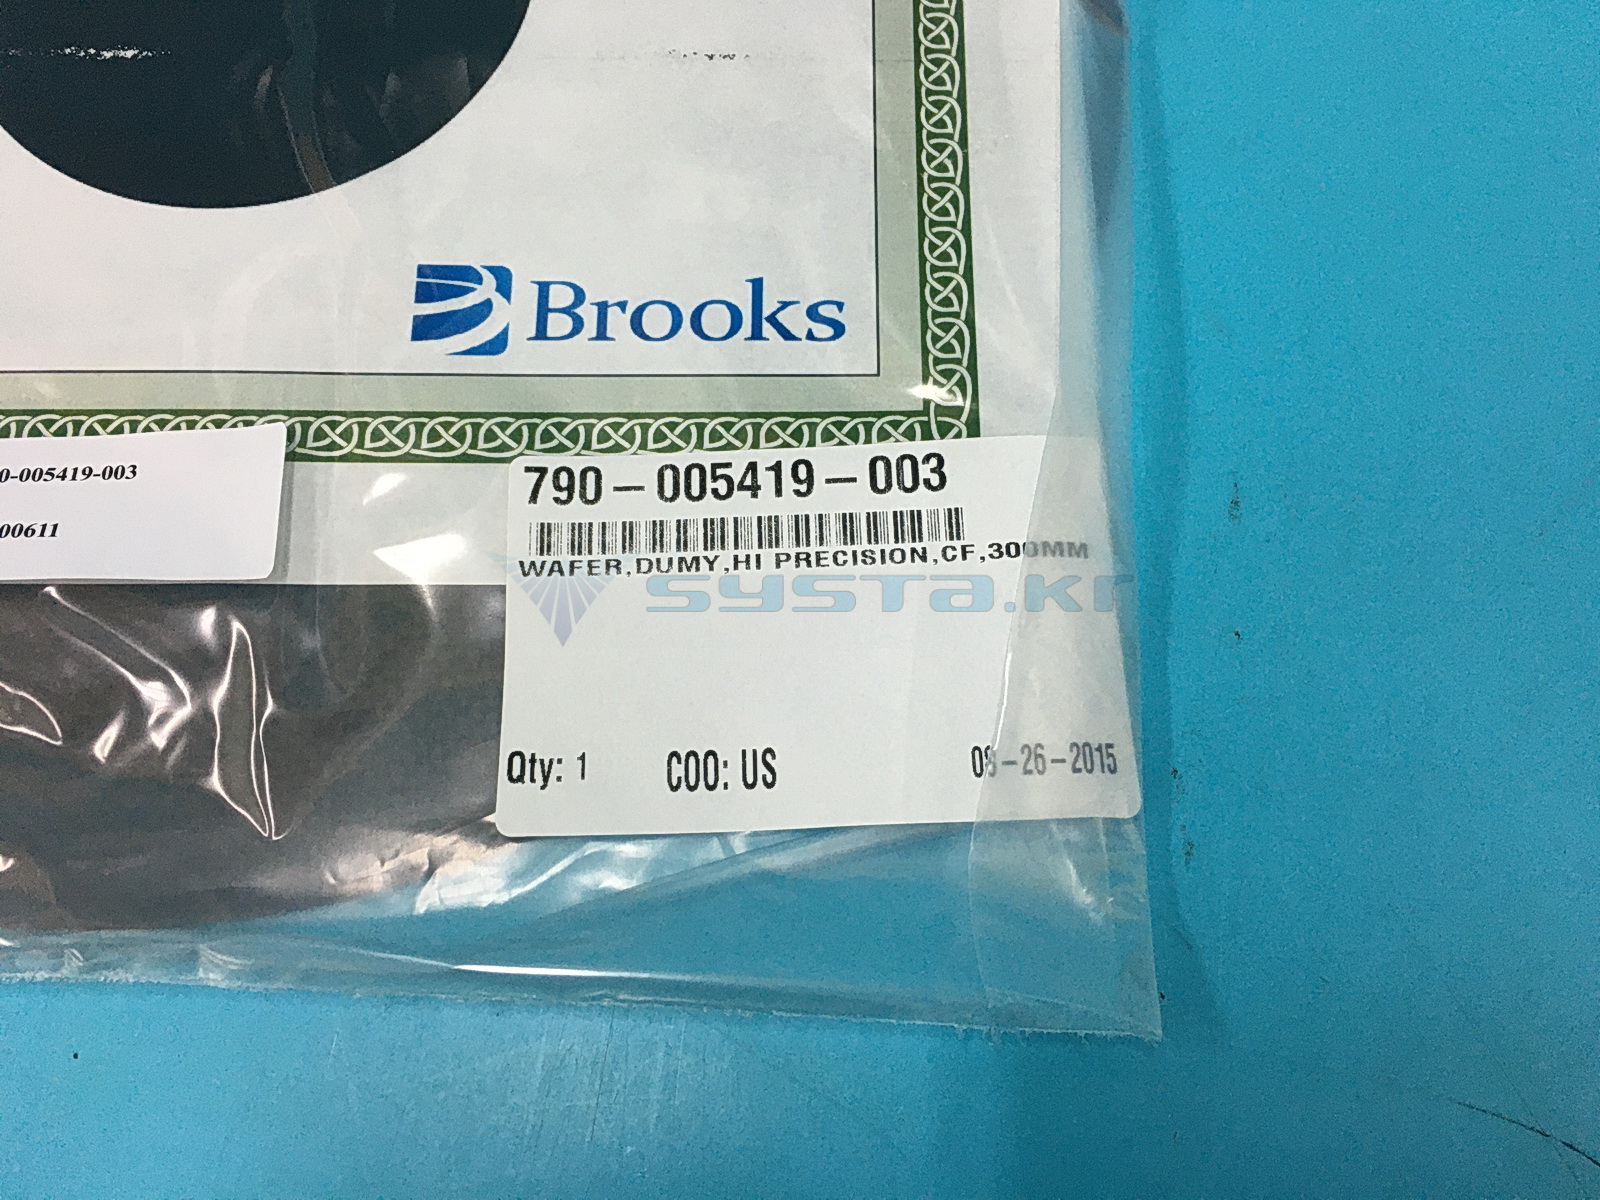 Brooks
0-005419-003
00611
790-005419-003
WAFER,DUMY,HI PRECISION,CF,300MM
systa.kr
Qty: 1 COO: US 08-26-2015